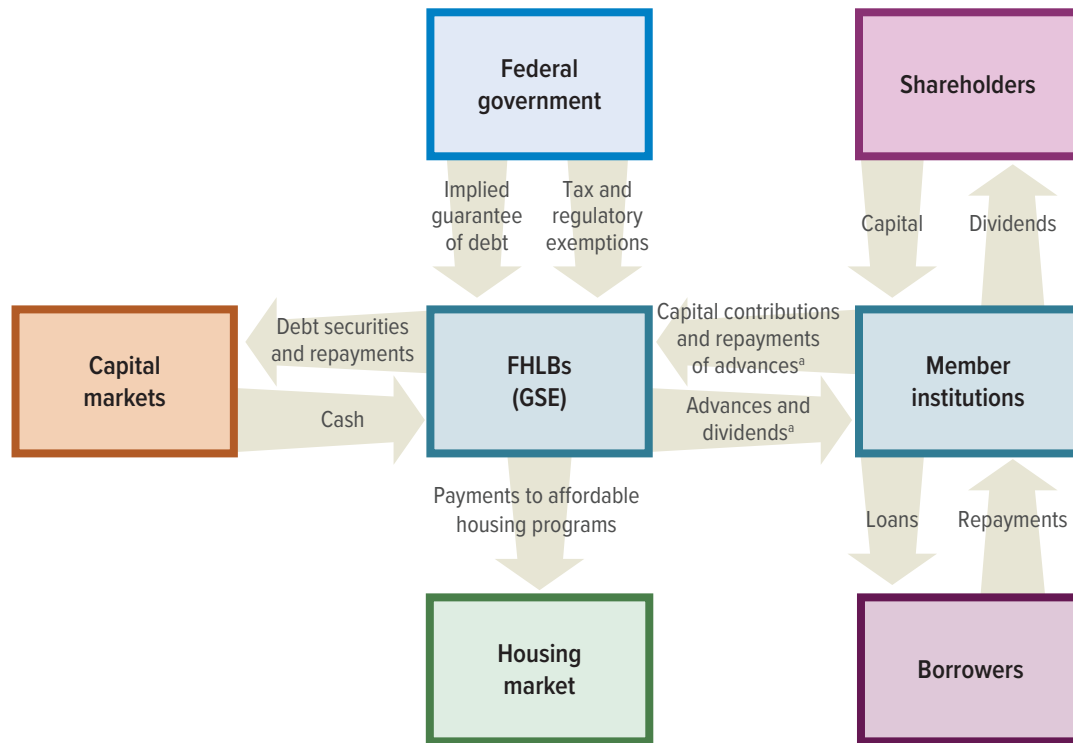 Federal
government
Shareholders
Implied
guarantee
of debt
Tax and
regulatory
exemptions
Capital
Dividends
Capital
markets
Debt securities
and repayments
Cash
FHLBs
(GSE)
Capital contributions
and repayments
of advancesᵃ
Advances and
dividendsᵃ
Member
institutions
Payments to affordable
housing programs
Loans
Repayments
Housing
market
Borrowers